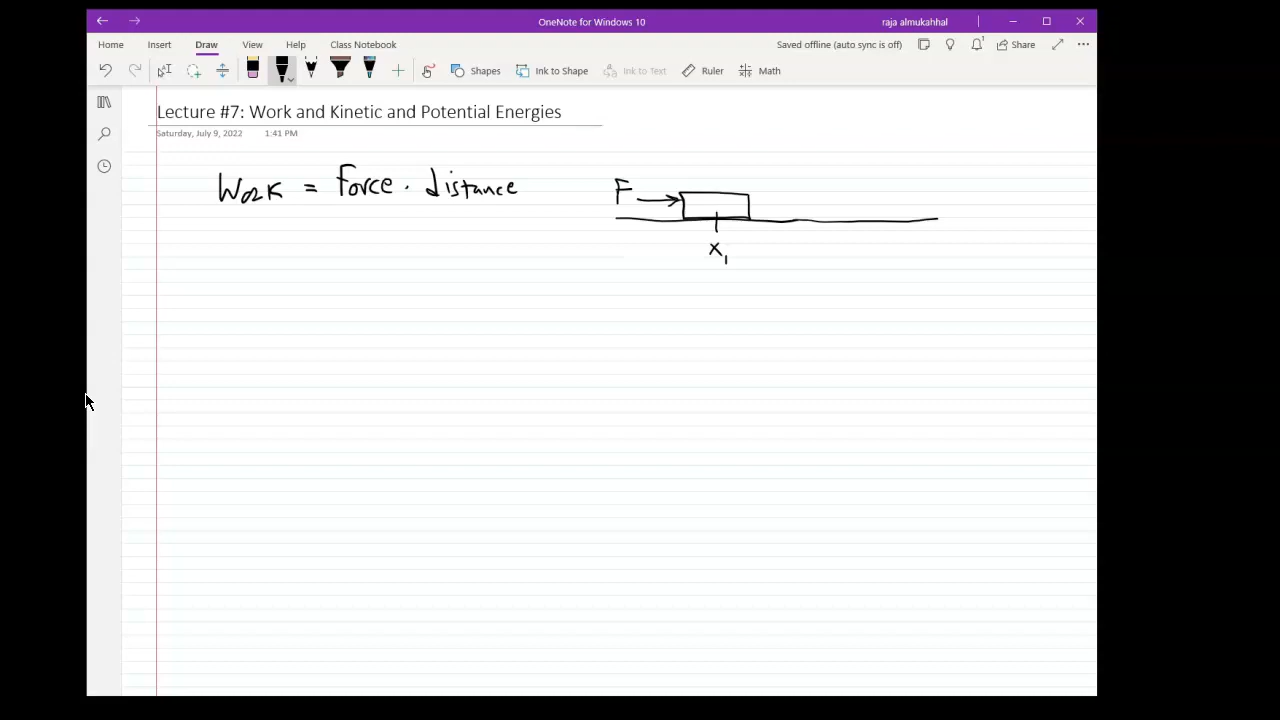 OneNote for Windows 10
raja almukahhal
Home Insert Draw View Help Class Notebook
Saved offline (auto sync is off)
Share
Shapes
Ink to Shape
Ink to Text
Ruler
Math
Lecture #7: Work and Kinetic and Potential Energies
Saturday, July 9, 2022 1:41 PM
Work = Force · distance
F
x₁